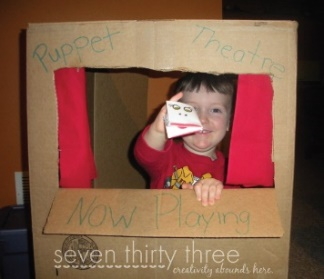 Puppet Theatre
Now Playing
seven thirty three
creativity abounds here.